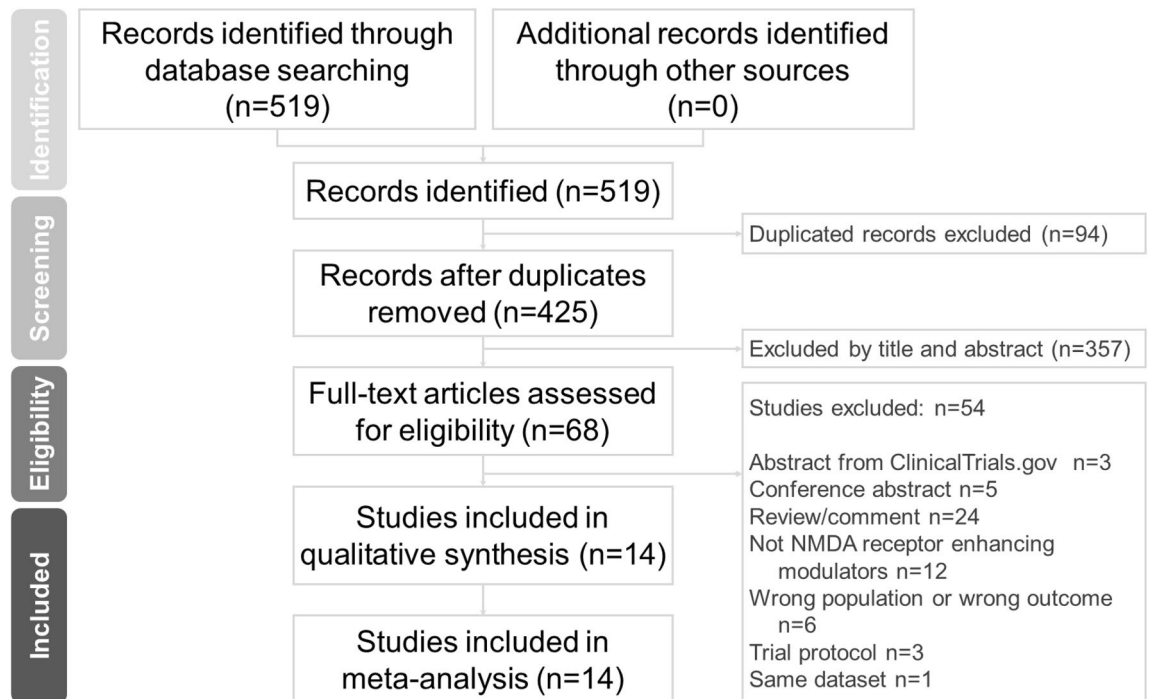 Identification
Records identified through
database searching
(n=519)
Additional records identified
through other sources
(n=0)
Records identified (n=519)
Screening
Duplicated records excluded (n=94)
Records after duplicates
removed (n=425)
Excluded by title and abstract (n=357)
Eligibility
Full-text articles assessed
for eligibility (n=68)
Studies excluded: n=54
Abstract from ClinicalTrials.gov n=3
Conference abstract n=5
Review/comment n=24
Not NMDA receptor enhancing
modulators n=12
Wrong population or wrong outcome
n=6
Trial protocol n=3
Same dataset n=1
Included
Studies included in
qualitative synthesis (n=14)
Studies included in
meta-analysis (n=14)